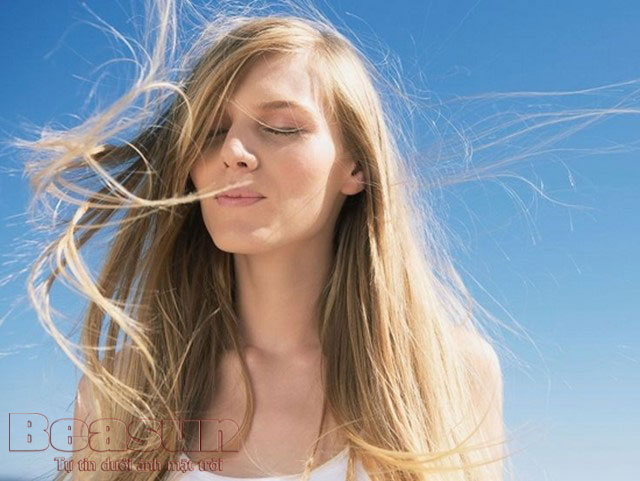 Beasun
Tự tin dưới ánh mặt trời